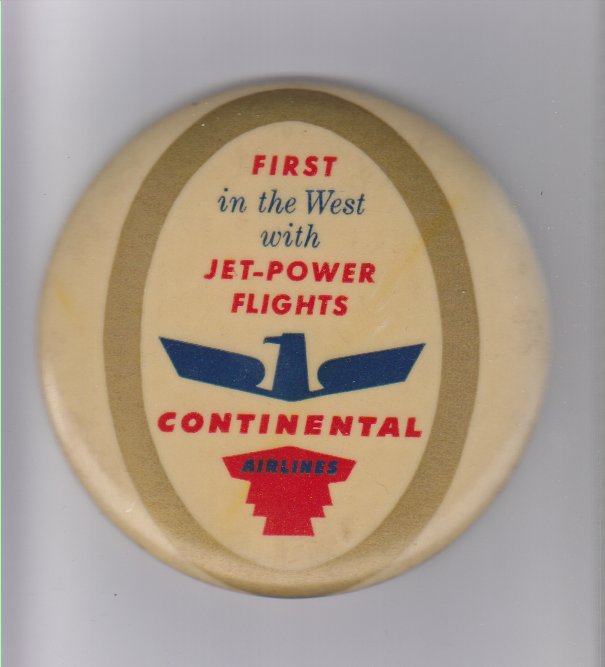 FIRST
in the West
with
JET-POWER
FLIGHTS
CONTINENTAL
AIRLINES